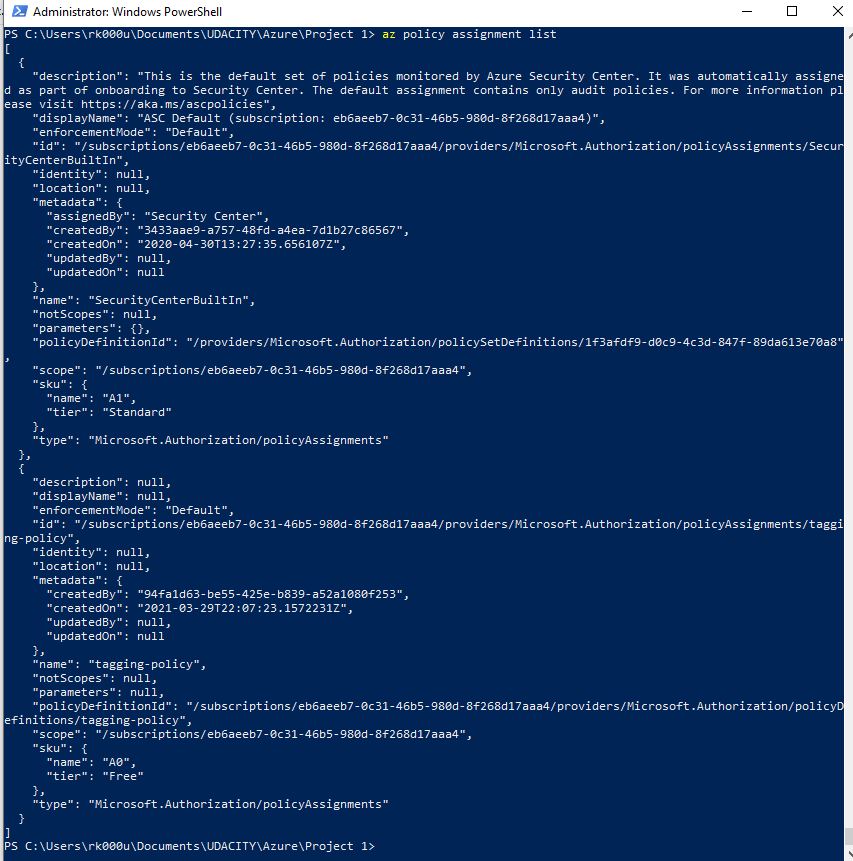 Administrator: Windows PowerShell
PS C:\Users\rk000u\Documents\UDACITY\Azure\Project 1> az policy assignment list
[
  {
    "description": "This is the default set of policies monitored by Azure Security Center. It was automatically assigne
d as part of onboarding to Security Center. The default assignment contains only audit policies. For more information pl
ease visit https://aka.ms/ascpolicies",
    "displayName": "ASC Default (subscription: eb6aeeb7-0c31-46b5-980d-8f268d17aaa4)",
    "enforcementMode": "Default",
    "id": "/subscriptions/eb6aeeb7-0c31-46b5-980d-8f268d17aaa4/providers/Microsoft.Authorization/policyAssignments/Secur
ityCenterBuiltIn",
    "identity": null,
    "location": null,
    "metadata": {
      "assignedBy": "Security Center",
      "createdBy": "3433aae9-a757-48fd-a4ea-7d1b27c86567",
      "createdOn": "2020-04-30T13:27:35.656107Z",
      "updatedBy": null,
      "updatedOn": null
    },
    "name": "SecurityCenterBuiltIn",
    "notScopes": null,
    "parameters": {},
    "policyDefinitionId": "/providers/Microsoft.Authorization/policySetDefinitions/1f3afdf9-d0c9-4c3d-847f-89da613e70a8"
,
    "scope": "/subscriptions/eb6aeeb7-0c31-46b5-980d-8f268d17aaa4",
    "sku": {
      "name": "A1",
      "tier": "Standard"
    },
    "type": "Microsoft.Authorization/policyAssignments"
  },
  {
    "description": null,
    "displayName": null,
    "enforcementMode": "Default",
    "id": "/subscriptions/eb6aeeb7-0c31-46b5-980d-8f268d17aaa4/providers/Microsoft.Authorization/policyAssignments/taggi
ng-policy",
    "identity": null,
    "location": null,
    "metadata": {
      "createdBy": "94fa1d63-be55-425e-b839-a52a1080f253",
      "createdOn": "2021-03-29T22:07:23.1572231Z",
      "updatedBy": null,
      "updatedOn": null
    },
    "name": "tagging-policy",
    "notScopes": null,
    "parameters": null,
    "policyDefinitionId": "/subscriptions/eb6aeeb7-0c31-46b5-980d-8f268d17aaa4/providers/Microsoft.Authorization/policyD
efinitions/tagging-policy",
    "scope": "/subscriptions/eb6aeeb7-0c31-46b5-980d-8f268d17aaa4",
    "sku": {
      "name": "A0",
      "tier": "Free"
    },
    "type": "Microsoft.Authorization/policyAssignments"
  }
]
PS C:\Users\rk000u\Documents\UDACITY\Azure\Project 1>